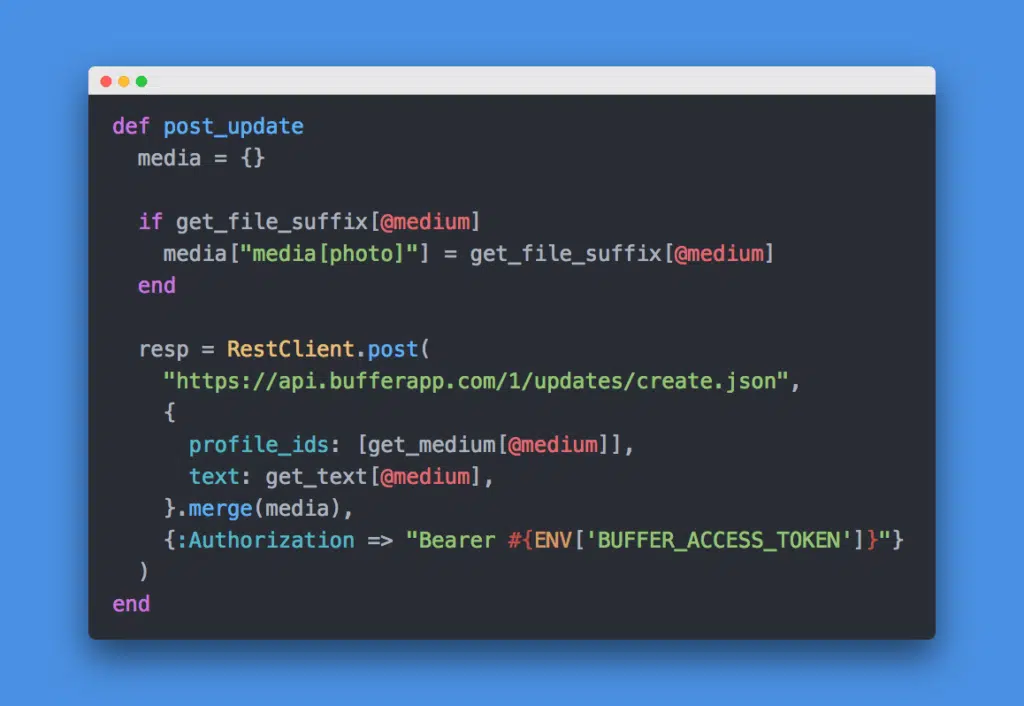 def post_update
  media = {}

  if get_file_suffix[@medium]
    media["media[photo]"] = get_file_suffix[@medium]
  end

  resp = RestClient.post(
    "https://api.bufferapp.com/1/updates/create.json",
    {
      profile_ids: [get_medium[@medium]],
      text: get_text[@medium],
    }.merge(media),
    {:Authorization => "Bearer #{ENV['BUFFER_ACCESS_TOKEN']}"}
  )
end